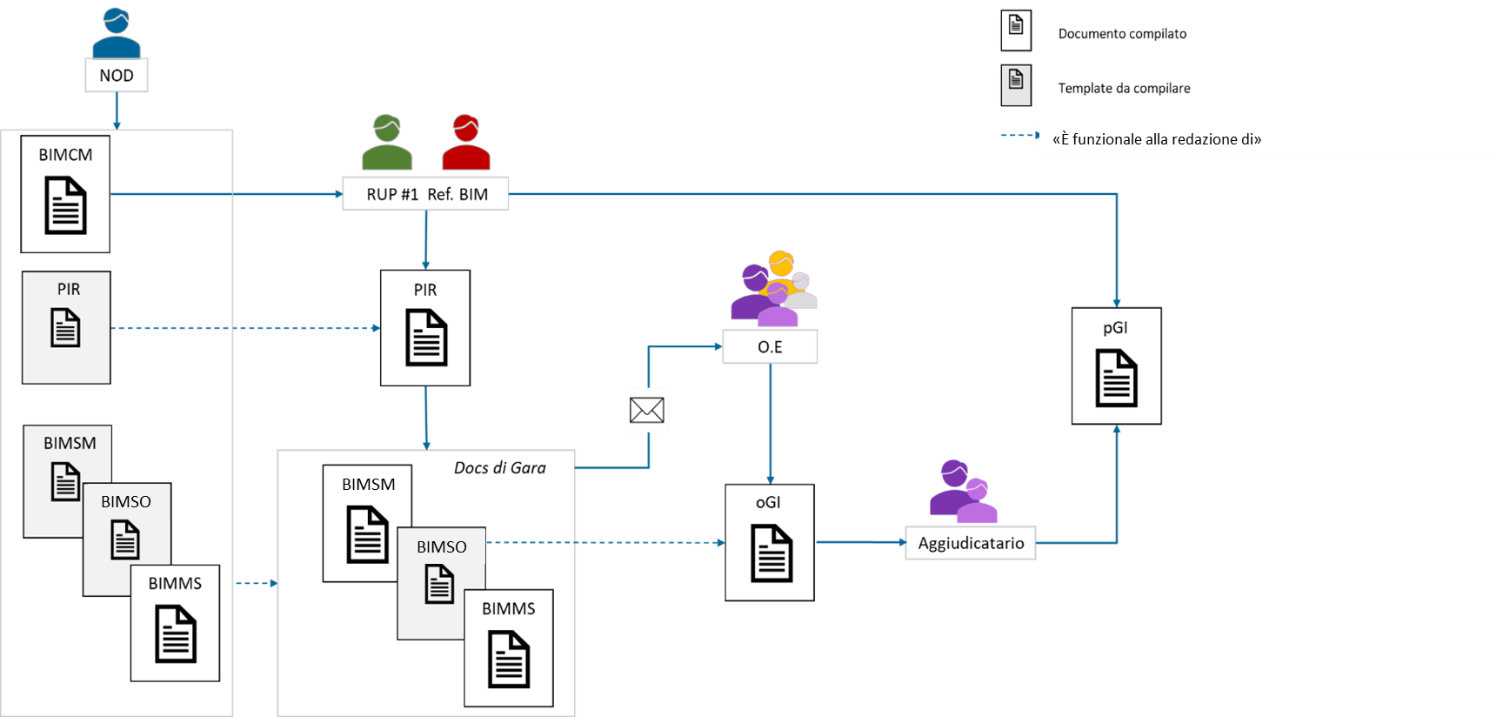 NOD
Documento compilato
Template da compilare
«È funzionale alla redazione di»
BIMCM
RUP #1 Ref. BIM
PIR
PIR
O.E
pGI
BIMSM
BIMSO
BIMMS
Docs di Gara
BIMSM
BIMSO
BIMMS
oGI
Aggiudicatario